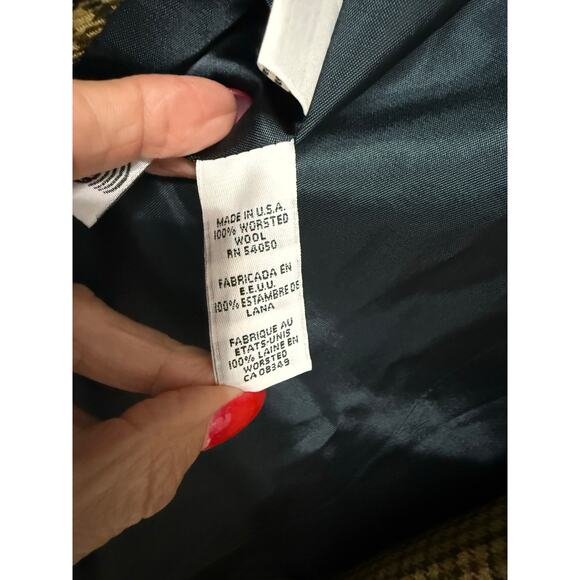 MADE IN U.S.A.
100% WORSTED
WOOL
RN 54050
FABRICADA EN
E.E.U.U.
100% ESTAMBRE DE
LANA
FABRIQUE AU
ETATS-UNIS
100% LAINE EN
WORSTED
CA 08349